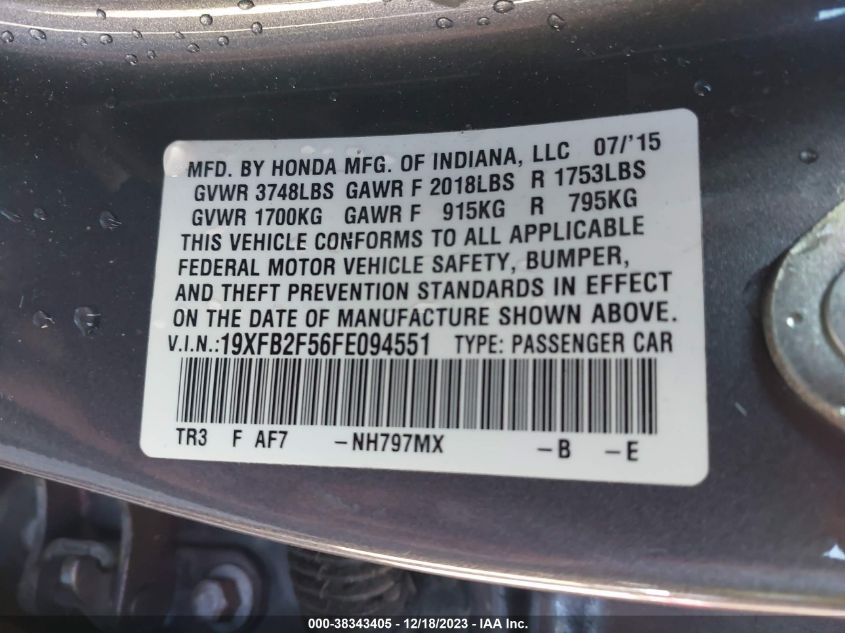 MFD. BY HONDA MFG. OF INDIANA, LLC 07/'15
GVWR 3748LBS GAWR F 2018LBS R 1753LBS
GVWR 1700KG GAWR F 915KG R 795KG
THIS VEHICLE CONFORMS TO ALL APPLICABLE
FEDERAL MOTOR VEHICLE SAFETY, BUMPER,
AND THEFT PREVENTION STANDARDS IN EFFECT
ON THE DATE OF MANUFACTURE SHOWN ABOVE.
V.I.N.:19XFB2F56FE094551 TYPE: PASSENGER CAR
TR3 F AF7 -NH797MX -B -E
000-38343405 - 12/18/2023 - IAA Inc.